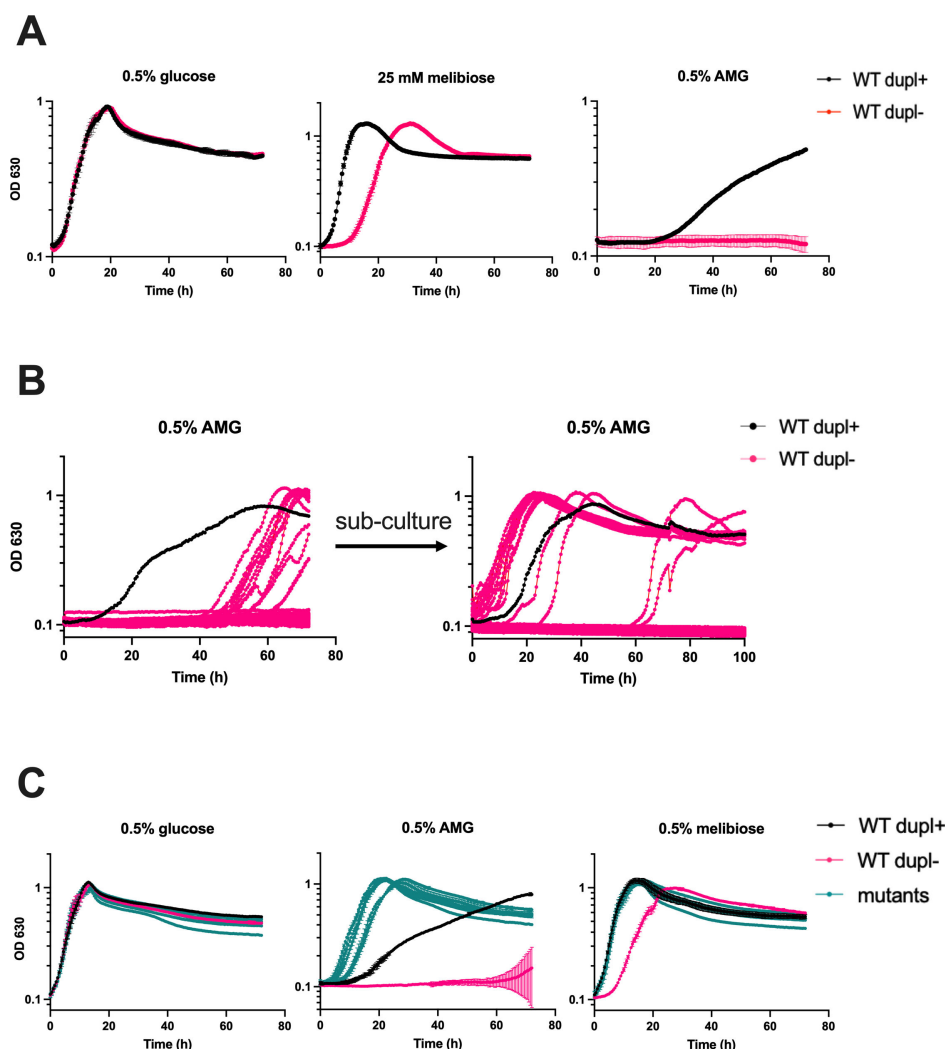 A
0.5% glucose
25 mM melibiose
0.5% AMG
WT dupl+
WT dupl-
OD 630
1
0.1
0 20 40 60 80
Time (h)
1
0.1
0 20 40 60 80
Time (h)
1
0.1
0 20 40 60 80
Time (h)
B
0.5% AMG
0.5% AMG
WT dupl+
WT dupl-
OD 630
1
0.1
0 20 40 60 80
Time (h)
sub-culture
1
0.1
0 20 40 60 80 100
Time (h)
C
0.5% glucose
0.5% AMG
0.5% melibiose
WT dupl+
WT dupl-
mutants
OD 630
1
0.1
0 20 40 60 80
Time (h)
1
0.1
0 20 40 60 80
Time (h)
1
0.1
0 20 40 60 80
Time (h)